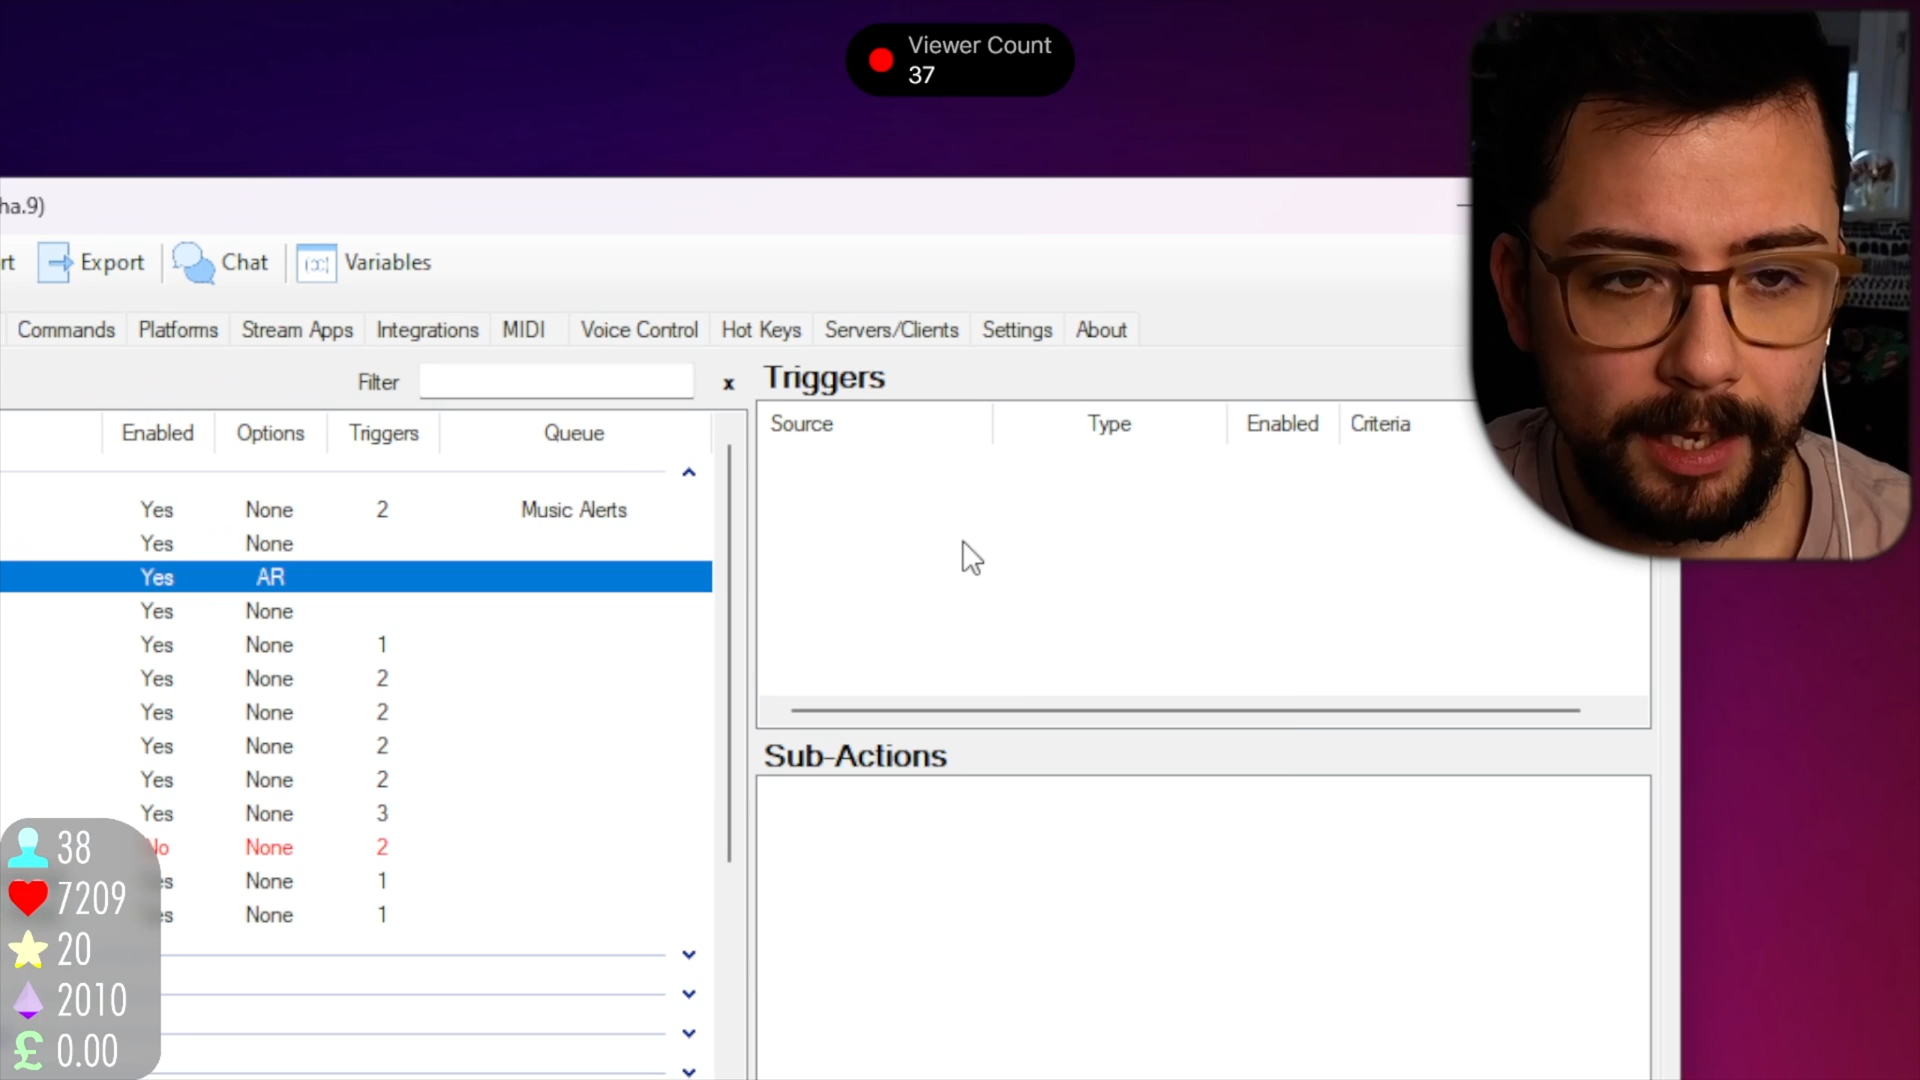 Viewer Count
37
ha.9)
rt Export Chat (x) Variables
Commands Platforms Stream Apps Integrations MIDI Voice Control Hot Keys Servers/Clients Settings About
Filter x
Enabled Options Triggers Queue
Yes None 2 Music Alerts
Yes None
Yes AR
Yes None
Yes None 1
Yes None 2
Yes None 2
Yes None 2
Yes None 2
Yes None 3
No None 2
es None 1
es None 1
Triggers
Source Type Enabled Criteria
Sub-Actions
38
7209
20
2010
£ 0.00